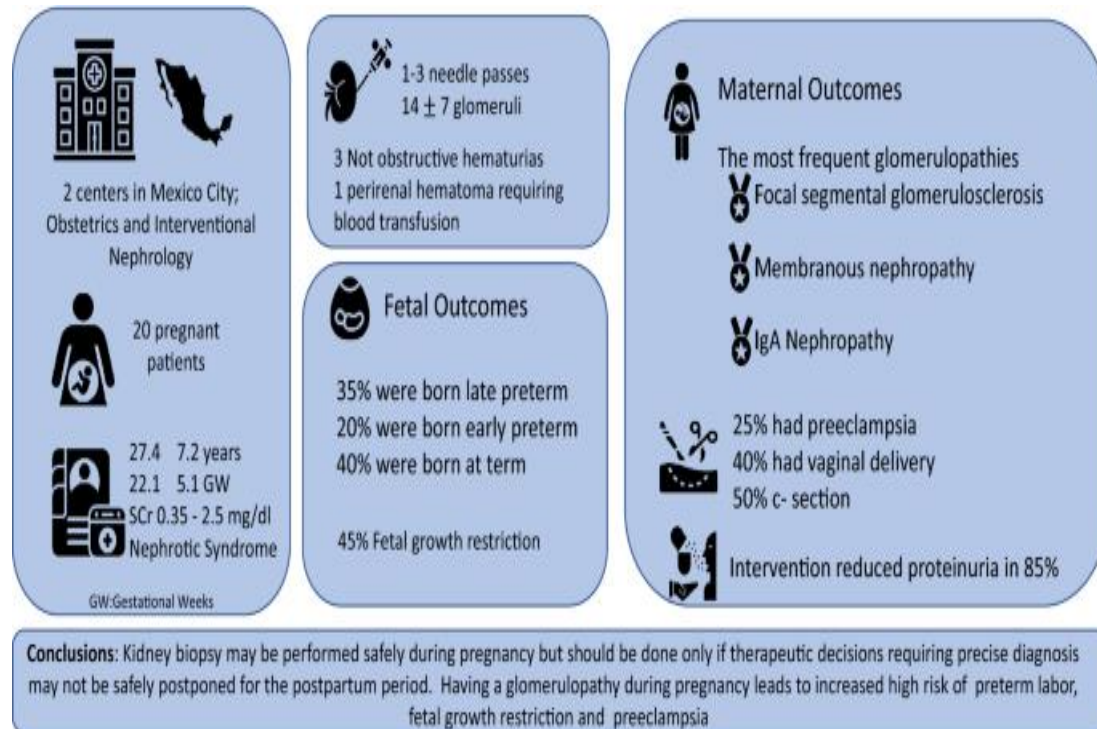 2 centers in Mexico City;
Obstetrics and Interventional
Nephrology
20 pregnant
patients
27.4 7.2 years
22.1 5.1 GW
SCr 0.35 - 2.5 mg/dl
Nephrotic Syndrome
GW:Gestational Weeks
1-3 needle passes
14 ± 7 glomeruli
3 Not obstructive hematurias
1 perirenal hematoma requiring
blood transfusion
Fetal Outcomes
35% were born late preterm
20% were born early preterm
40% were born at term
45% Fetal growth restriction
Maternal Outcomes
The most frequent glomerulopathies
Focal segmental glomerulosclerosis
Membranous nephropathy
IgA Nephropathy
25% had preeclampsia
40% had vaginal delivery
50% c- section
Intervention reduced proteinuria in 85%
Conclusions: Kidney biopsy may be performed safely during pregnancy but should be done only if therapeutic decisions requiring precise diagnosis
may not be safely postponed for the postpartum period. Having a glomerulopathy during pregnancy leads to increased high risk of preterm labor,
fetal growth restriction and preeclampsia